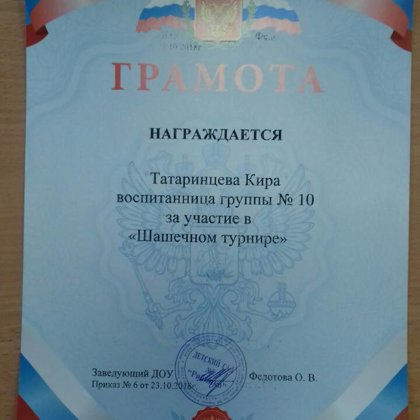 ГРАМОТА
НАГРАЖДАЕТСЯ
Татаринцева Кира
воспитанница группы № 10
за участие в
«Шашечном турнире»
ДЕТСКИЙ
Заведующий ДОУ
Федотова О. В.
Приказ № 6 от 23.10.2018г.